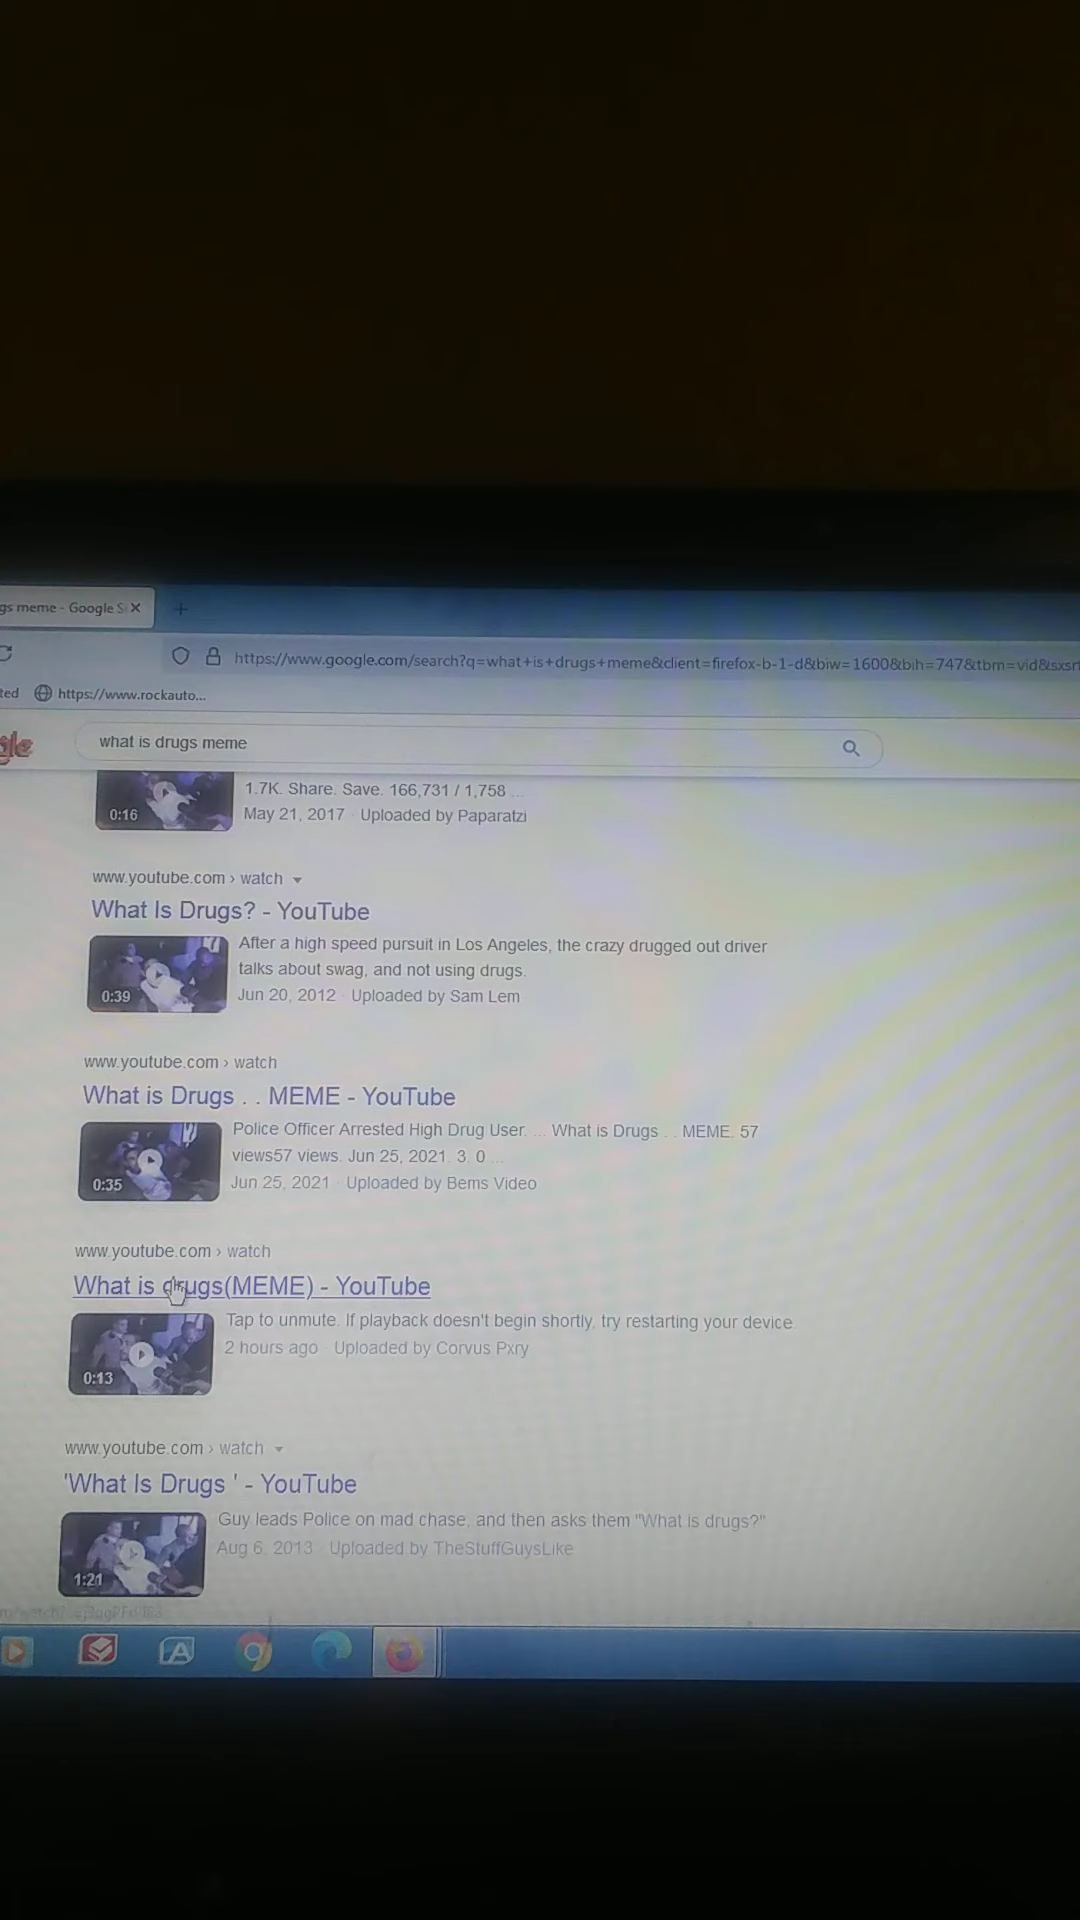 gs meme - Google S
https://www.google.com/search?q=what+is+drugs+meme&client=firefox-b-1-d&biw=1600&bih=747&tbm=vid&sxsr
ted https://www.rockauto...
gle what is drugs meme
1.7K. Share. Save. 166,731 / 1,758 ...
0:16
May 21, 2017 · Uploaded by Paparatzi
www.youtube.com › watch
What Is Drugs? - YouTube
After a high speed pursuit in Los Angeles, the crazy drugged out driver
talks about swag, and not using drugs.
0:39
Jun 20, 2012 · Uploaded by Sam Lem
www.youtube.com › watch
What is Drugs . . MEME - YouTube
Police Officer Arrested High Drug User. ... What is Drugs . . MEME. 57
views57 views. Jun 25, 2021. 3. 0 ...
0:35
Jun 25, 2021 · Uploaded by Bems Video
www.youtube.com › watch
What is drugs(MEME) - YouTube
Tap to unmute. If playback doesn't begin shortly, try restarting your device.
2 hours ago · Uploaded by Corvus Pxry
0:13
www.youtube.com › watch
'What Is Drugs ' - YouTube
Guy leads Police on mad chase, and then asks them "What is drugs?"
Aug 6, 2013 · Uploaded by TheStuffGuysLike
1:21